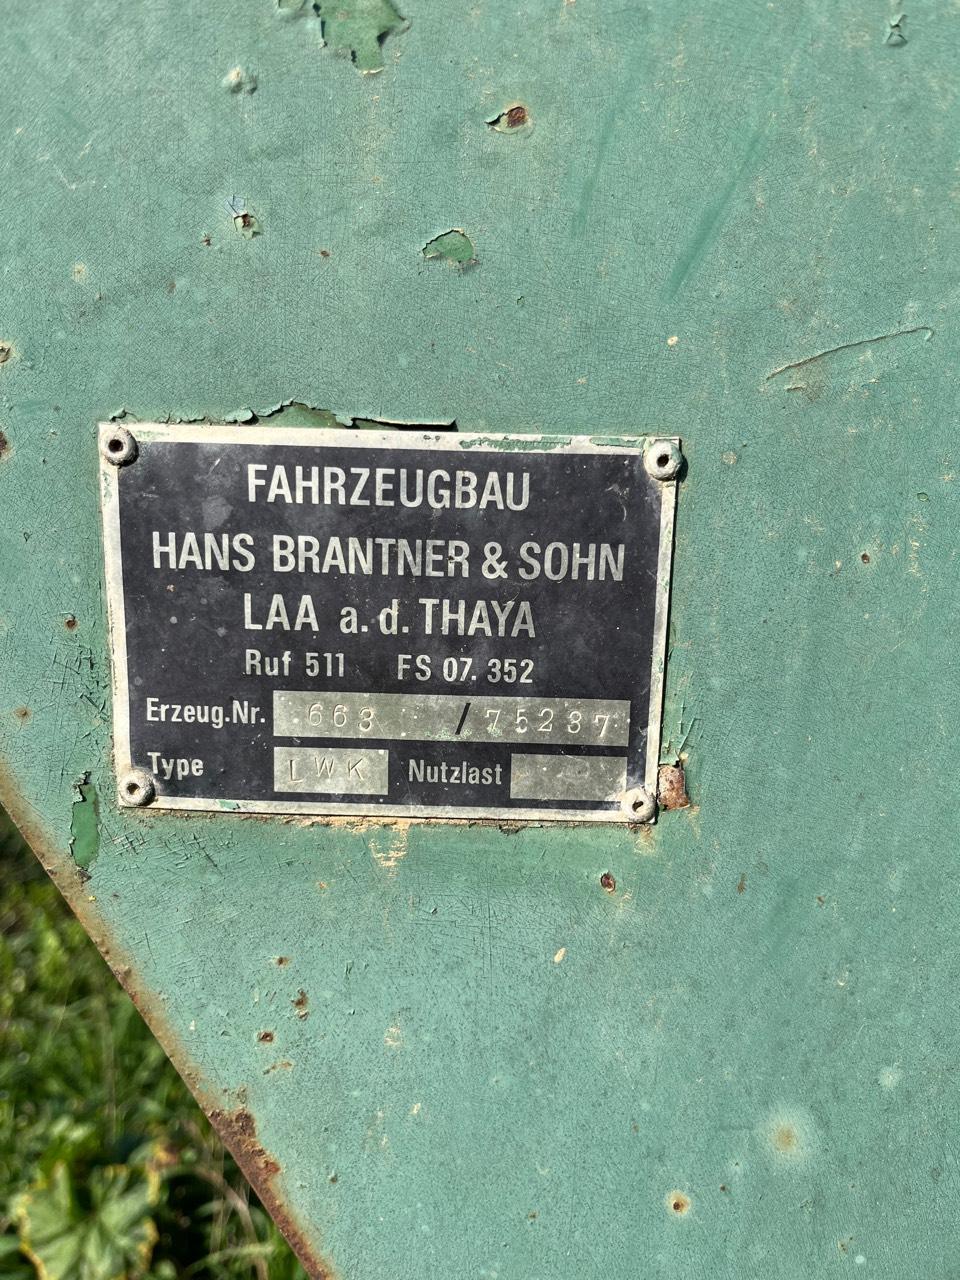 FAHRZEUGBAU
HANS BRANTNER & SOHN
LAA a. d. THAYA
Ruf 511 FS 07. 352
Erzeug.Nr. 663 / 75237
Type LWK Nutzlast